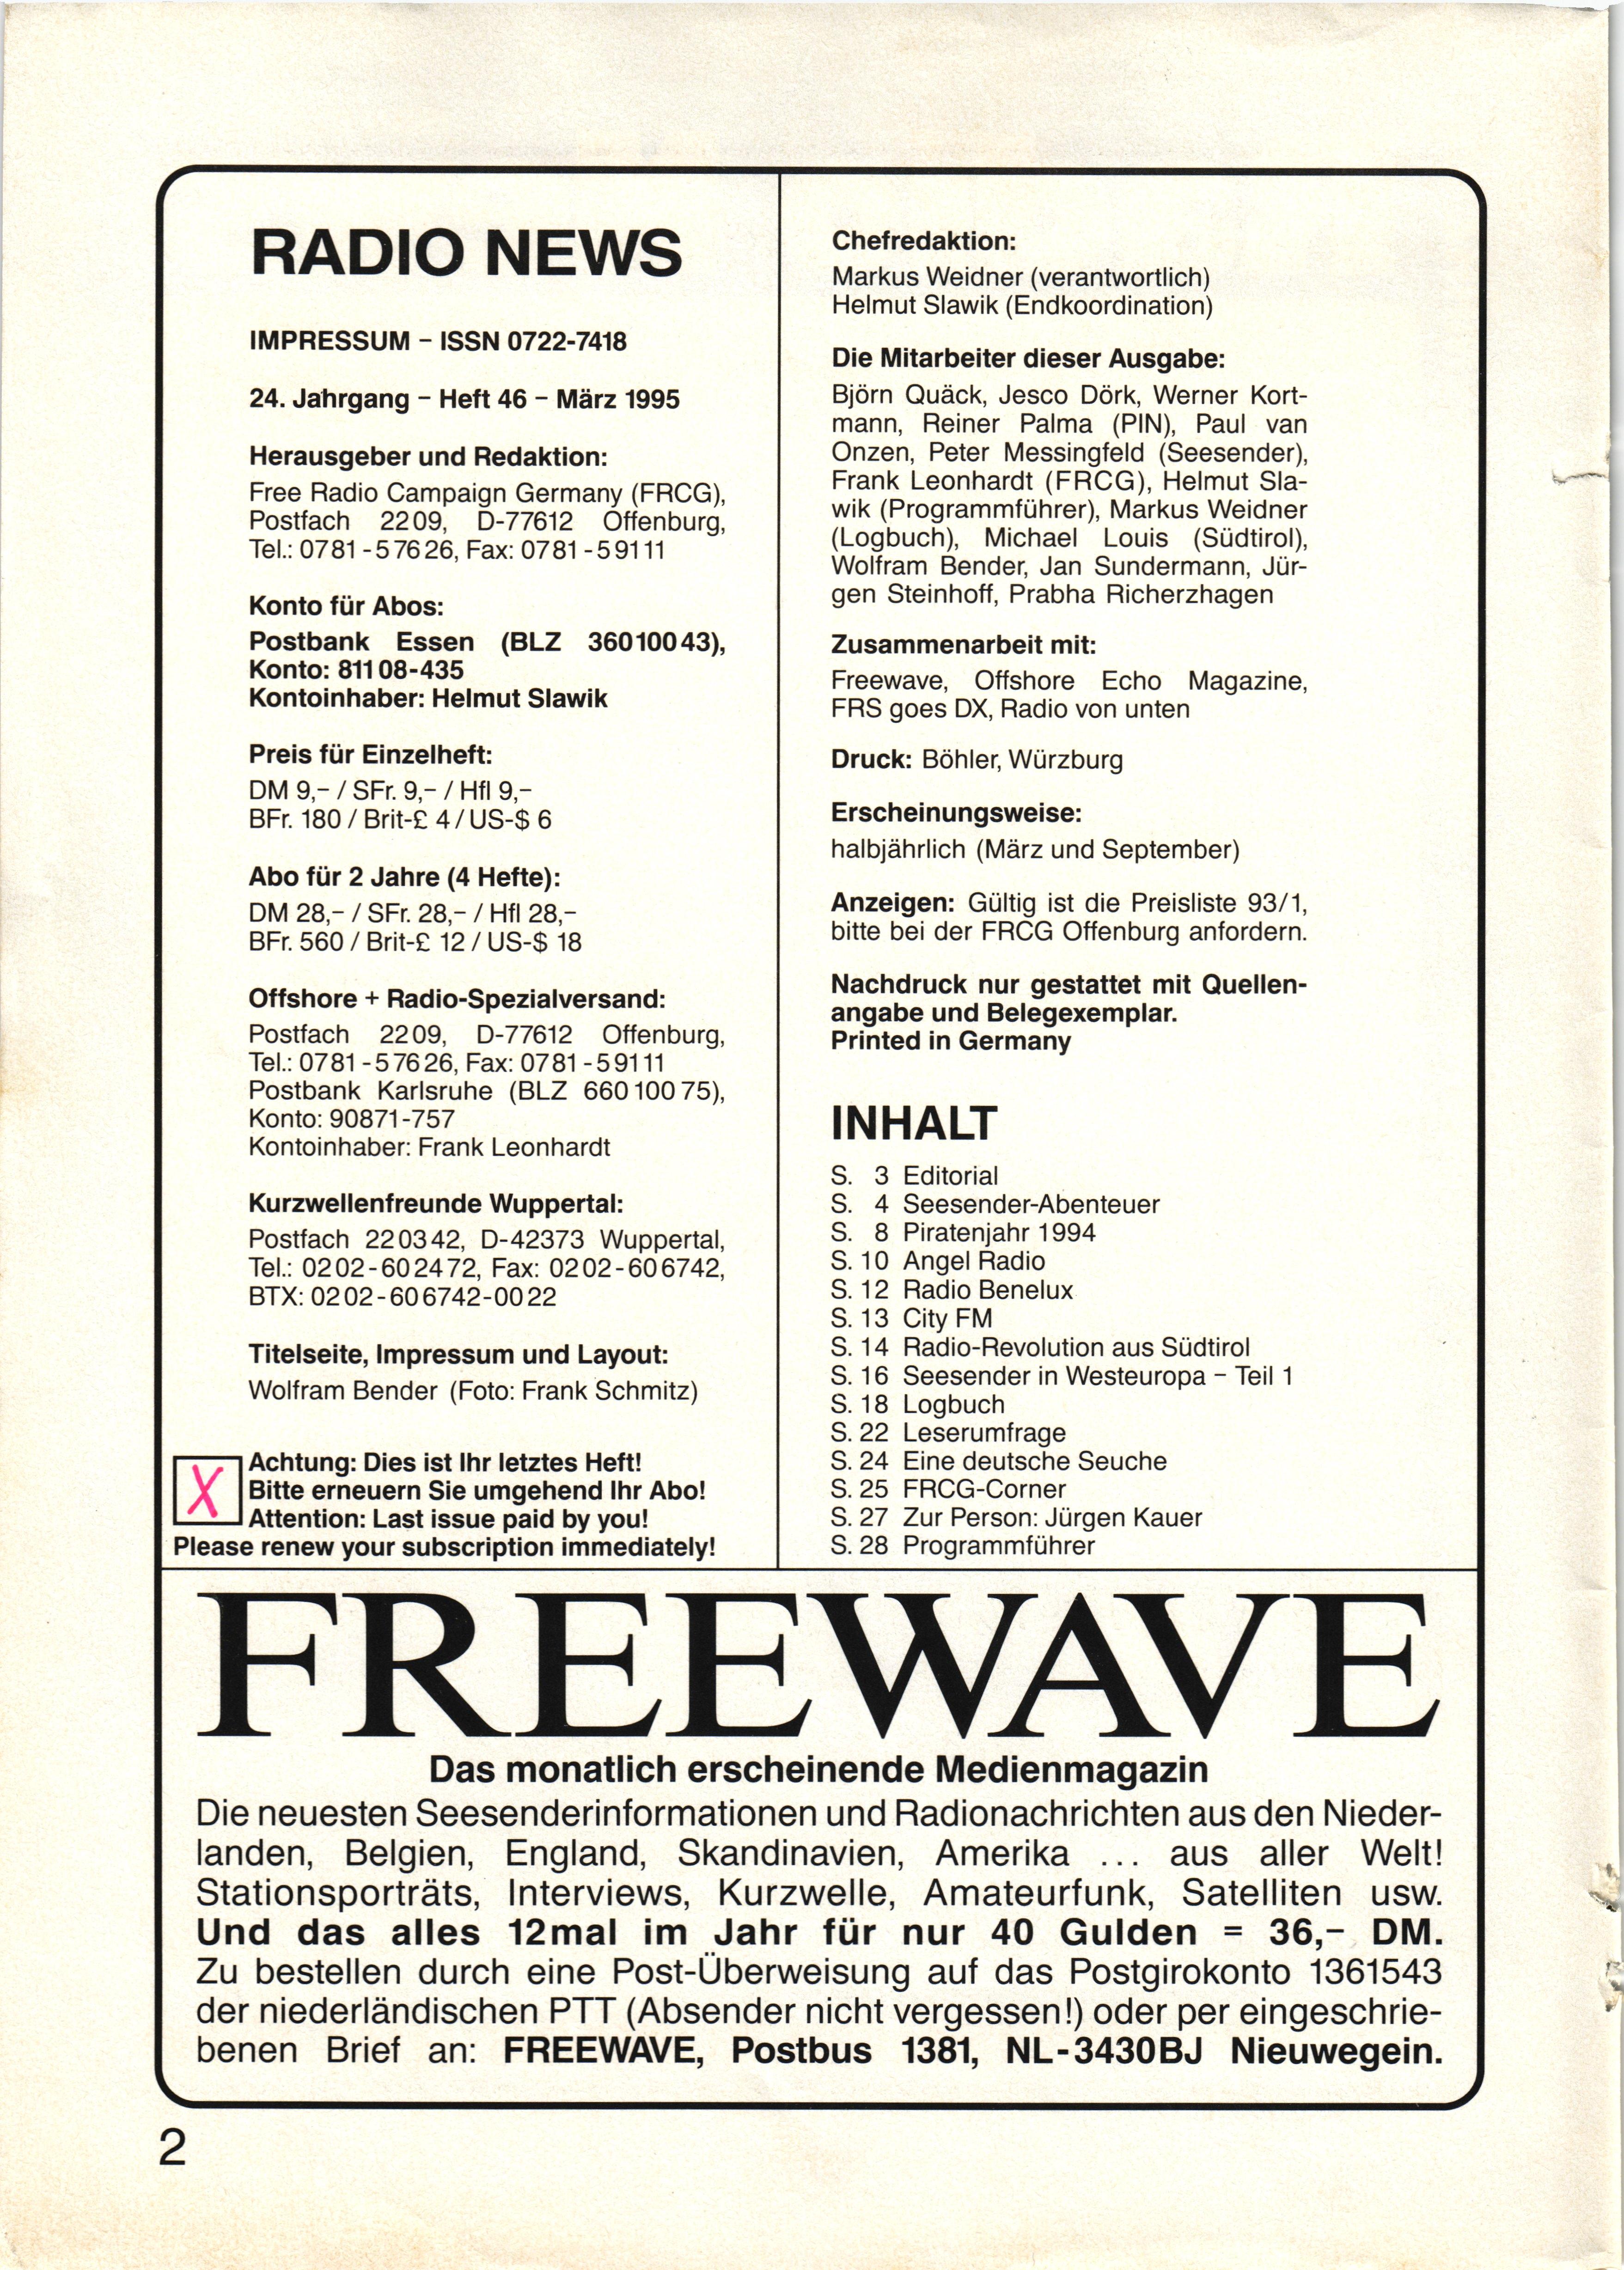 RADIO NEWS
IMPRESSUM – ISSN 0722-7418
24. Jahrgang – Heft 46 – März 1995
Herausgeber und Redaktion:
Free Radio Campaign Germany (FRCG),
Postfach 2209, D-77612 Offenburg,
Tel.: 0781-57626, Fax: 0781-59111
Konto für Abos:
Postbank Essen (BLZ 36010043),
Konto: 81108-435
Kontoinhaber: Helmut Slawik
Preis für Einzelheft:
DM 9,– / SFr. 9,– / Hfl 9,–
BFr. 180 / Brit-£ 4 / US-$ 6
Abo für 2 Jahre (4 Hefte):
DM 28,– / SFr. 28,– / Hfl 28,–
BFr. 560 / Brit-£ 12 / US-$ 18
Offshore + Radio-Spezialversand:
Postfach 2209, D-77612 Offenburg,
Tel.: 0781-57626, Fax: 0781-59111
Postbank Karlsruhe (BLZ 66010075),
Konto: 90871-757
Kontoinhaber: Frank Leonhardt
Kurzwellenfreunde Wuppertal:
Postfach 220342, D-42373 Wuppertal,
Tel.: 0202-602472, Fax: 0202-606742,
BTX: 0202-606742-0022
Titelseite, Impressum und Layout:
Wolfram Bender (Foto: Frank Schmitz)
X
Achtung: Dies ist Ihr letztes Heft!
Bitte erneuern Sie umgehend Ihr Abo!
Attention: Last issue paid by you!
Please renew your subscription immediately!
Chefredaktion:
Markus Weidner (verantwortlich)
Helmut Slawik (Endkoordination)
Die Mitarbeiter dieser Ausgabe:
Björn Quäck, Jesco Dörk, Werner Kort-
mann, Reiner Palma (PIN), Paul van
Onzen, Peter Messingfeld (Seesender),
Frank Leonhardt (FRCG), Helmut Sla-
wik (Programmführer), Markus Weidner
(Logbuch), Michael Louis (Südtirol),
Wolfram Bender, Jan Sundermann, Jür-
gen Steinhoff, Prabha Richerzhagen
Zusammenarbeit mit:
Freewave, Offshore Echo Magazine,
FRS goes DX, Radio von unten
Druck: Böhler, Würzburg
Erscheinungsweise:
halbjährlich (März und September)
Anzeigen: Gültig ist die Preisliste 93/1,
bitte bei der FRCG Offenburg anfordern.
Nachdruck nur gestattet mit Quellen-
angabe und Belegexemplar.
Printed in Germany
INHALT
S. 3 Editorial
S. 4 Seesender-Abenteuer
S. 8 Piratenjahr 1994
S. 10 Angel Radio
S. 12 Radio Benelux
S. 13 City FM
S. 14 Radio-Revolution aus Südtirol
S. 16 Seesender in Westeuropa – Teil 1
S. 18 Logbuch
S. 22 Leserumfrage
S. 24 Eine deutsche Seuche
S. 25 FRCG-Corner
S. 27 Zur Person: Jürgen Kauer
S. 28 Programmführer
FREEWAVE
Das monatlich erscheinende Medienmagazin
Die neuesten Seesenderinformationen und Radionachrichten aus den Nieder-
landen, Belgien, England, Skandinavien, Amerika ... aus aller Welt!
Stationsporträts, Interviews, Kurzwelle, Amateurfunk, Satelliten usw.
Und das alles 12mal im Jahr für nur 40 Gulden = 36,– DM.
Zu bestellen durch eine Post-Überweisung auf das Postgirokonto 1361543
der niederländischen PTT (Absender nicht vergessen!) oder per eingeschrie-
benen Brief an: FREEWAVE, Postbus 1381, NL-3430BJ Nieuwegein.
2